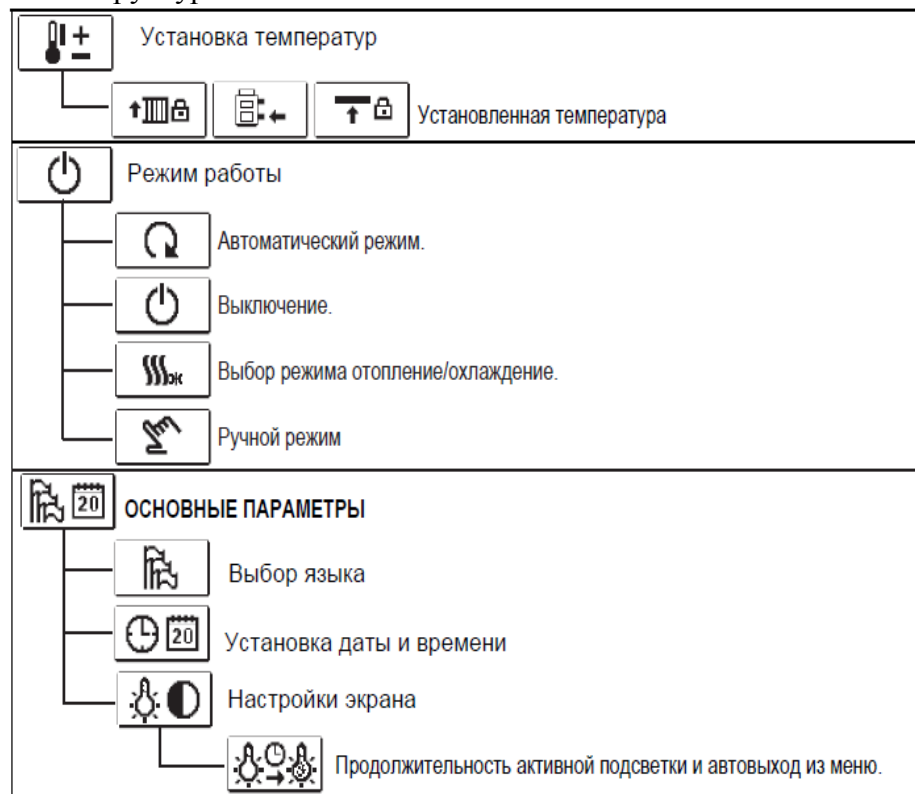 Установка температур
Установленная температура
Режим работы
Автоматический режим.
Выключение.
Выбор режима отопление/охлаждение.
Ручной режим
20 ОСНОВНЫЕ ПАРАМЕТРЫ
Выбор языка
20 Установка даты и времени
Настройки экрана
Продолжительность активной подсветки и автовыход из меню.